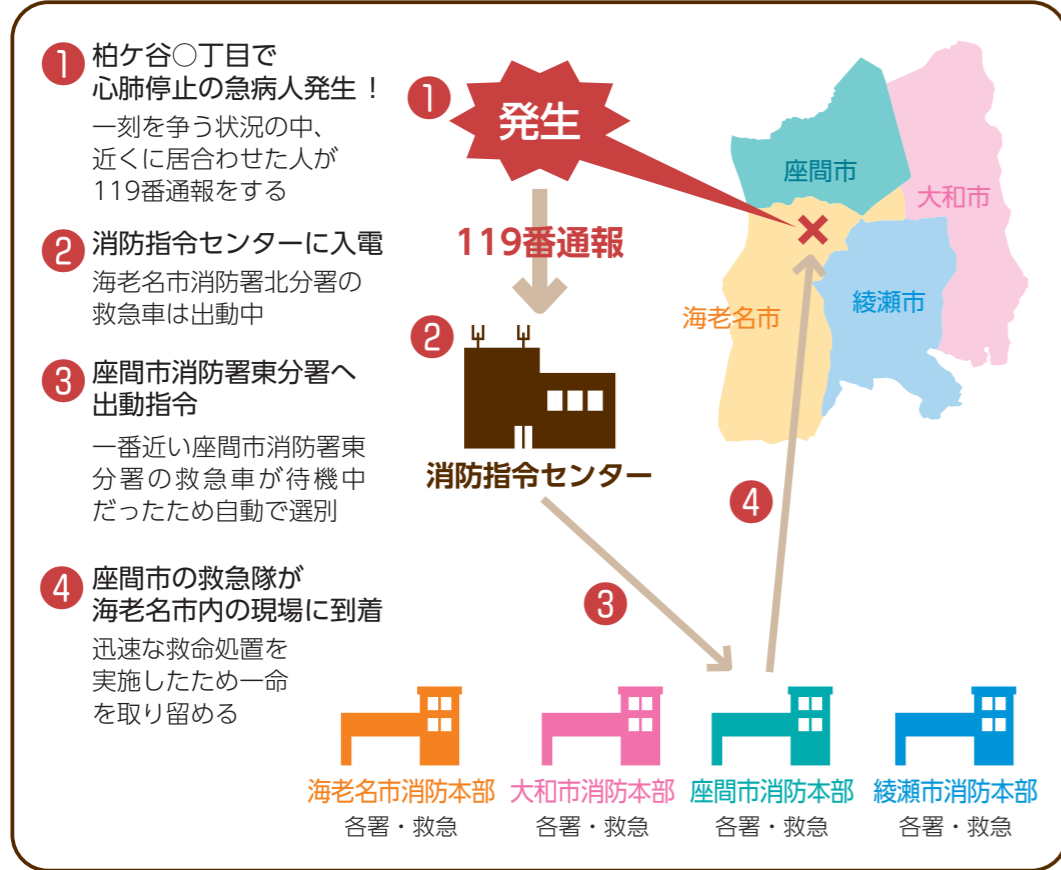 ❶ 柏ケ谷○丁目で
心肺停止の急病人発生！
一刻を争う状況の中、
近くに居合わせた人が
119番通報をする
❷ 消防指令センターに入電
海老名市消防署北分署の
救急車は出動中
❸ 座間市消防署東分署へ
出動指令
一番近い座間市消防署東
分署の救急車が待機中
だったため自動で選別
❹ 座間市の救急隊が
海老名市内の現場に到着
迅速な救命処置を
実施したため一命
を取り留める
❶
発生
119番通報
❷
消防指令センター
❸
❹
座間市
大和市
海老名市
綾瀬市
海老名市消防本部
各署・救急
大和市消防本部
各署・救急
座間市消防本部
各署・救急
綾瀬市消防本部
各署・救急